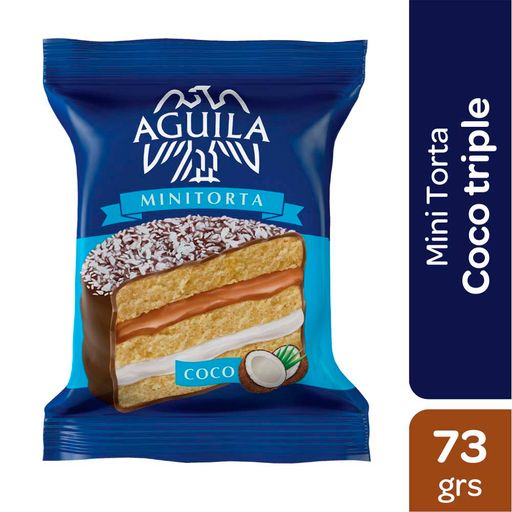 AGUILA
MINITORTA
COCO
Mini Torta
Coco triple
73
grs